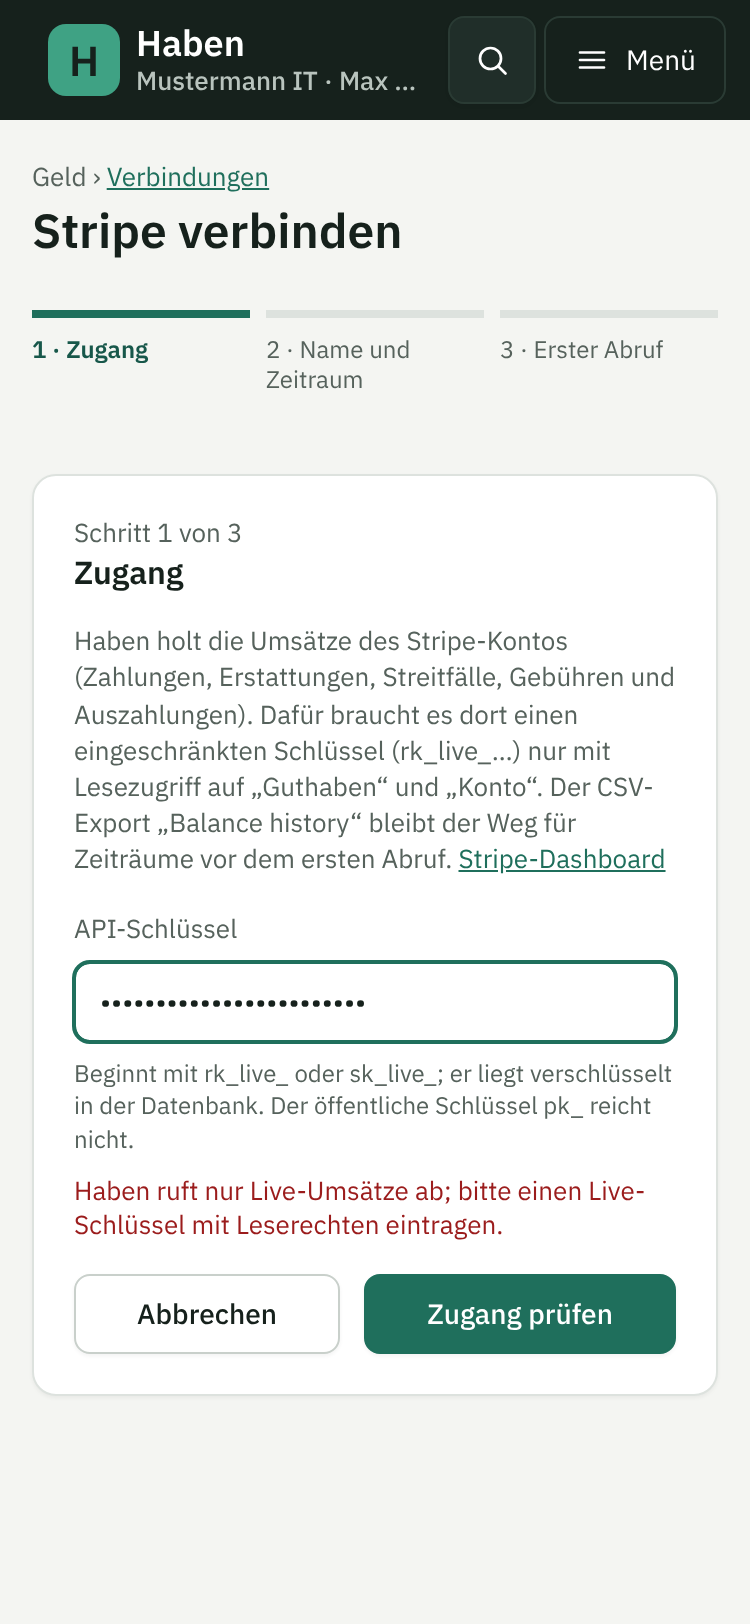 H
Haben
Mustermann IT · Max ...
Menü
Geld › Verbindungen
Stripe verbinden
1 · Zugang
2 · Name und
Zeitraum
3 · Erster Abruf
Schritt 1 von 3
Zugang
Haben holt die Umsätze des Stripe-Kontos
(Zahlungen, Erstattungen, Streitfälle, Gebühren und
Auszahlungen). Dafür braucht es dort einen
eingeschränkten Schlüssel (rk_live_…) nur mit
Lesezugriff auf „Guthaben“ und „Konto“. Der CSV-
Export „Balance history“ bleibt der Weg für
Zeiträume vor dem ersten Abruf. Stripe-Dashboard
API-Schlüssel
••••••••••••••••••••••••
Beginnt mit rk_live_ oder sk_live_; er liegt verschlüsselt
in der Datenbank. Der öffentliche Schlüssel pk_ reicht
nicht.
Haben ruft nur Live-Umsätze ab; bitte einen Live-
Schlüssel mit Leserechten eintragen.
Abbrechen
Zugang prüfen